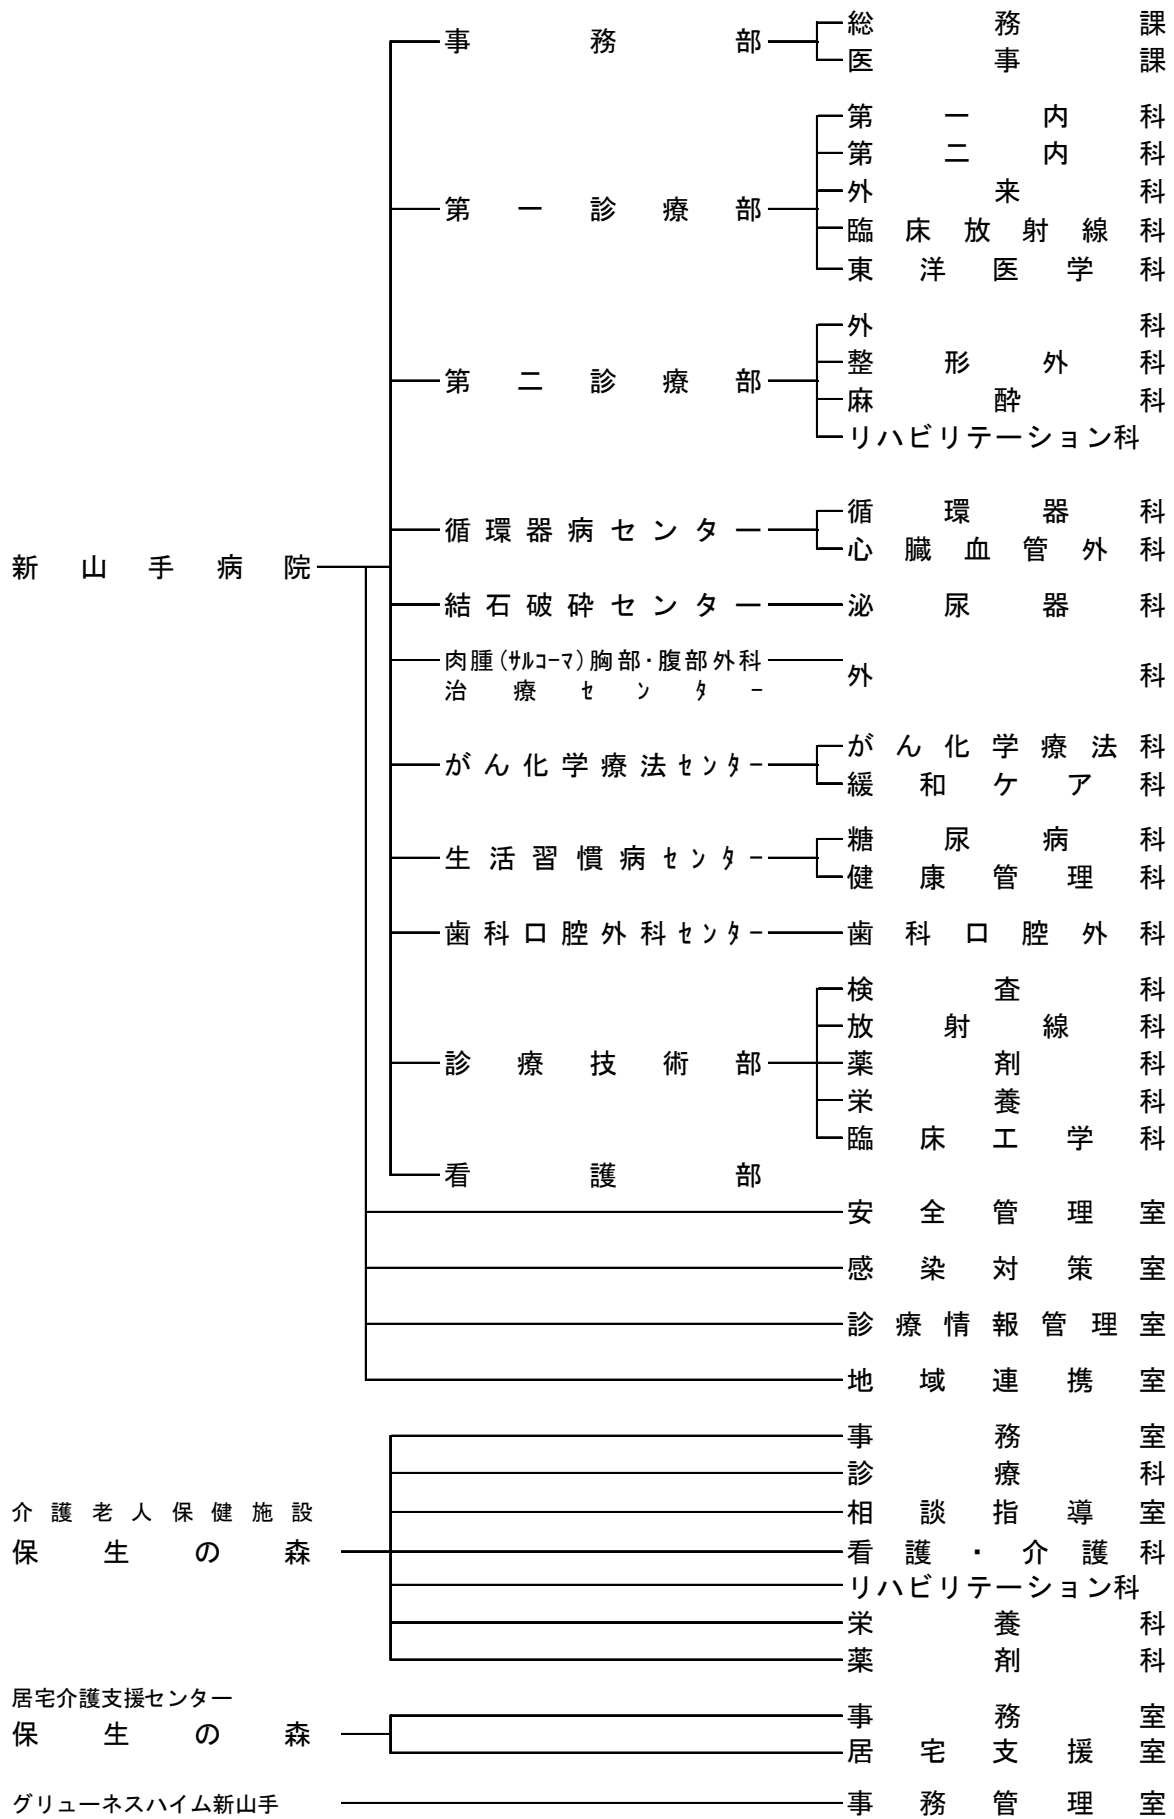 総務課
事務部
医事課
第一内科
第二内科
外来科
第一診療部
臨床放射線科
東洋医学科
外科
整形外科
第二診療部
麻酔科
リハビリテーション科
循環器科
循環器病センター
心臓血管外科
新山手病院
結石破砕センター
泌尿器科
肉腫(ｻﾙｺｰﾏ)胸部･腹部外科
治療ｾﾝﾀｰ
外科
がん化学療法科
がん化学療法ｾﾝﾀｰ
緩和ケア科
糖尿病科
生活習慣病ｾﾝﾀｰ
健康管理科
歯科口腔外科ｾﾝﾀｰ
歯科口腔外科
検査科
放射線科
診療技術部
薬剤科
栄養科
臨床工学科
看護部
安全管理室
感染対策室
診療情報管理室
地域連携室
事務室
診療科
介護老人保健施設
相談指導室
保生の森
看護・介護科
リハビリテーション科
栄養科
薬剤科
居宅介護支援センター
事務室
保生の森
居宅支援室
グリューネスハイム新山手
事務管理室